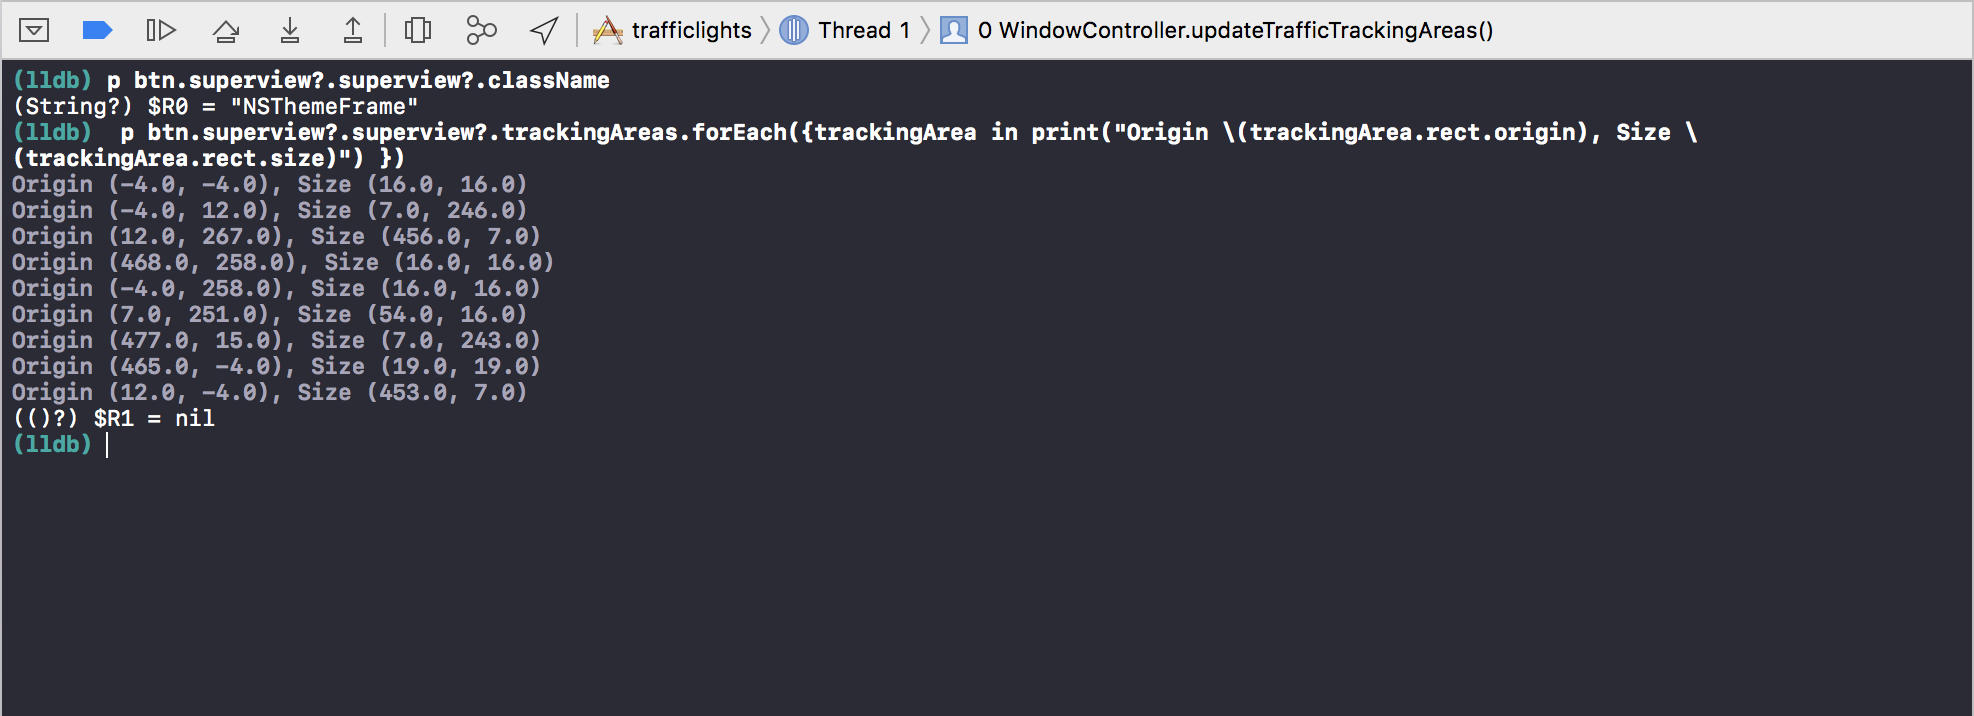 trafficlights Thread 1 0 WindowController.updateTrafficTrackingAreas()
(lldb) p btn.superview?.superview?.className
(String?) $R0 = "NSThemeFrame"
(lldb)  p btn.superview?.superview?.trackingAreas.forEach({trackingArea in print("Origin \(trackingArea.rect.origin), Size \
(trackingArea.rect.size)") })
Origin (-4.0, -4.0), Size (16.0, 16.0)
Origin (-4.0, 12.0), Size (7.0, 246.0)
Origin (12.0, 267.0), Size (456.0, 7.0)
Origin (468.0, 258.0), Size (16.0, 16.0)
Origin (-4.0, 258.0), Size (16.0, 16.0)
Origin (7.0, 251.0), Size (54.0, 16.0)
Origin (477.0, 15.0), Size (7.0, 243.0)
Origin (465.0, -4.0), Size (19.0, 19.0)
Origin (12.0, -4.0), Size (453.0, 7.0)
(()?) $R1 = nil
(lldb)